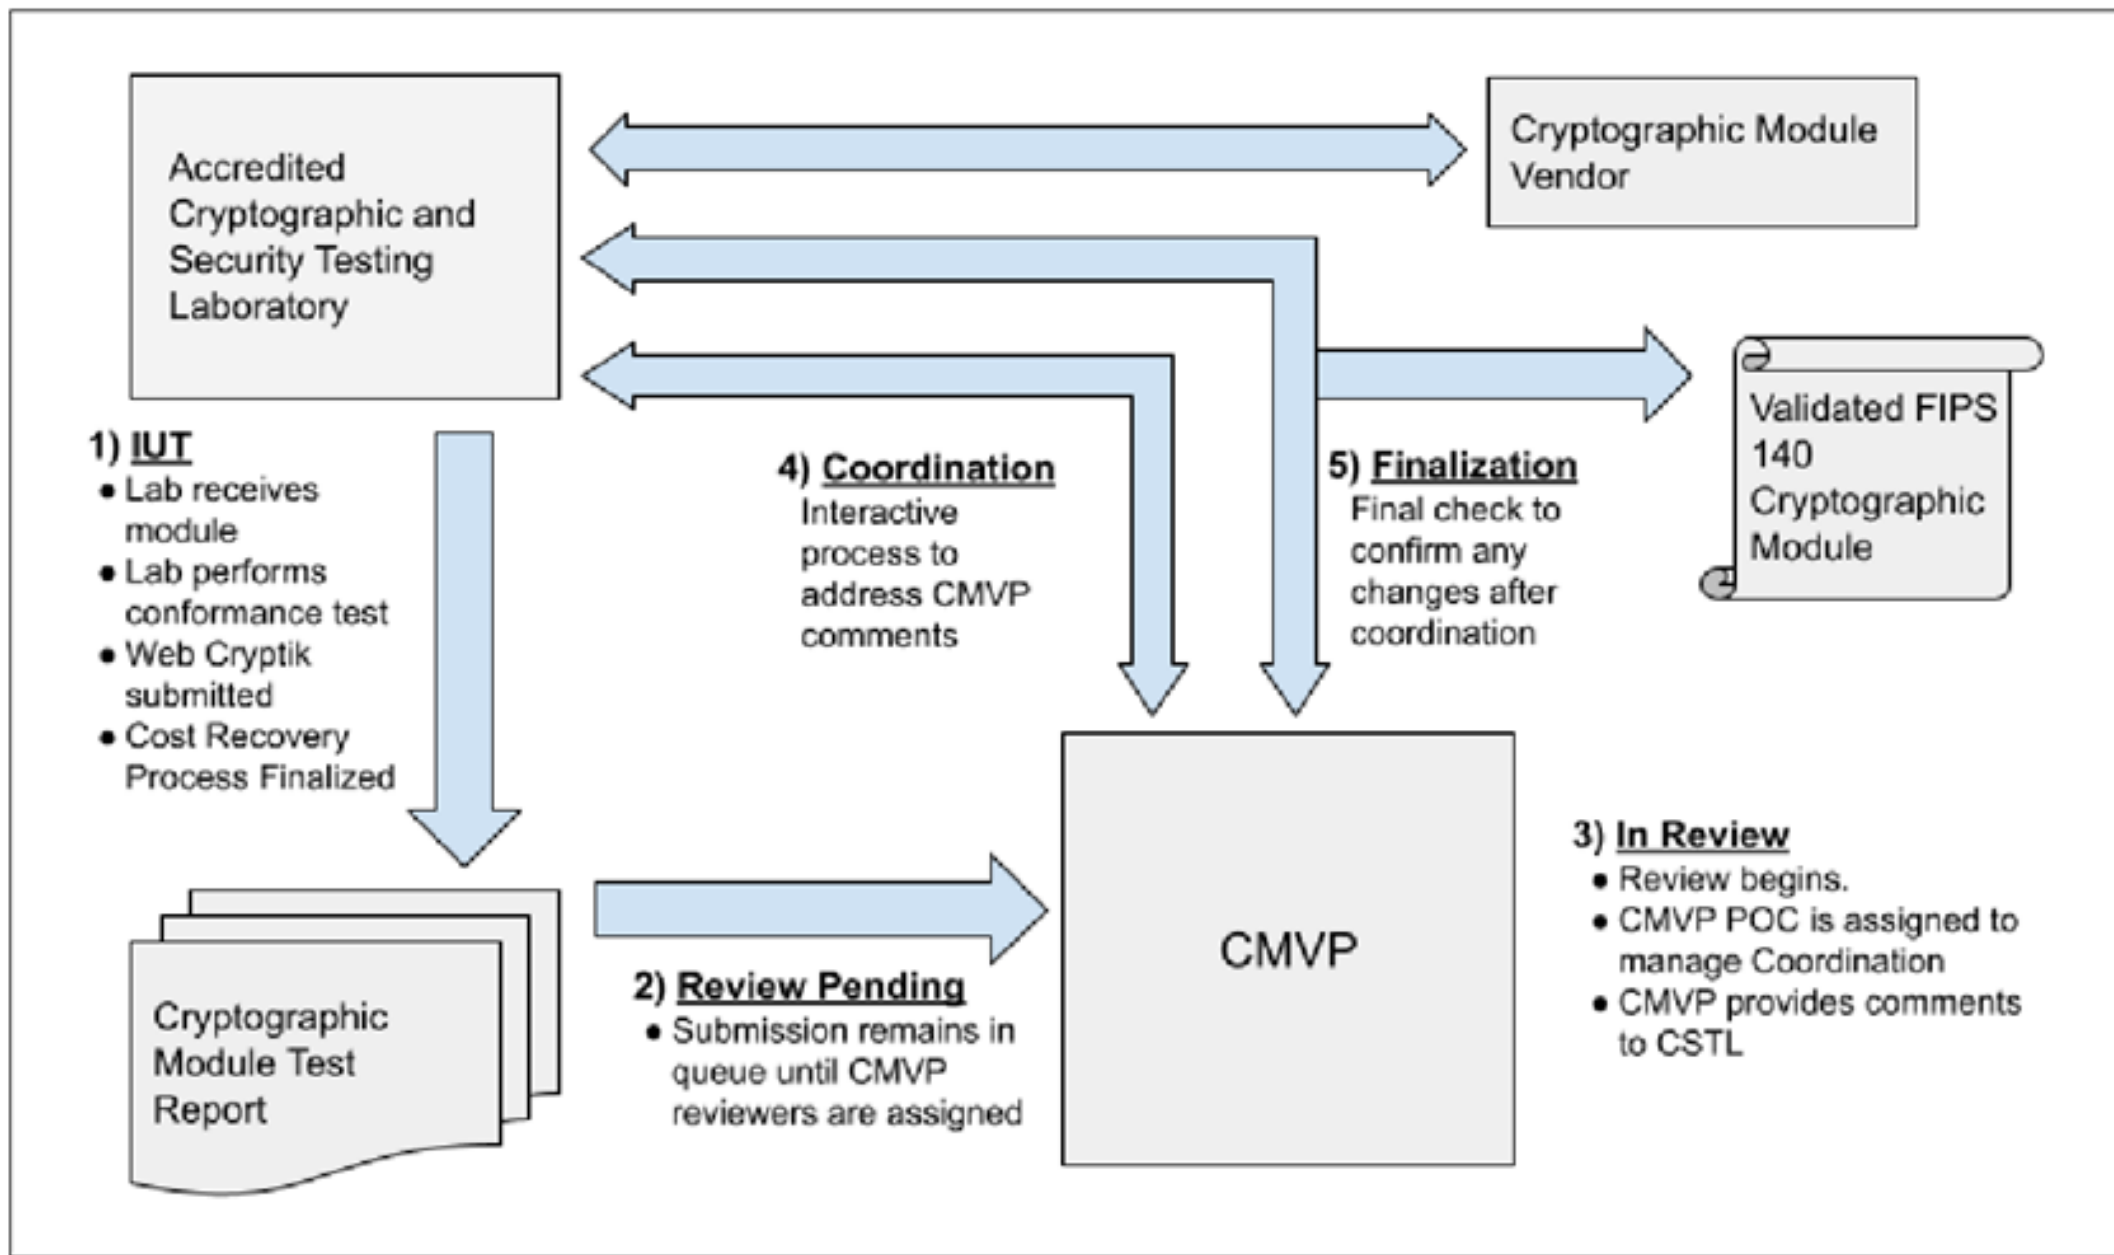 Accredited
Cryptographic and
Security Testing
Laboratory
Cryptographic Module
Vendor
Validated FIPS
140
Cryptographic
Module
1) IUT
● Lab receives
module
● Lab performs
conformance test
● Web Cryptik
submitted
● Cost Recovery
Process Finalized
4) Coordination
Interactive
process to
address CMVP
comments
5) Finalization
Final check to
confirm any
changes after
coordination
Cryptographic
Module Test
Report
2) Review Pending
● Submission remains in
queue until CMVP
reviewers are assigned
CMVP
3) In Review
● Review begins.
● CMVP POC is assigned to
manage Coordination
● CMVP provides comments
to CSTL